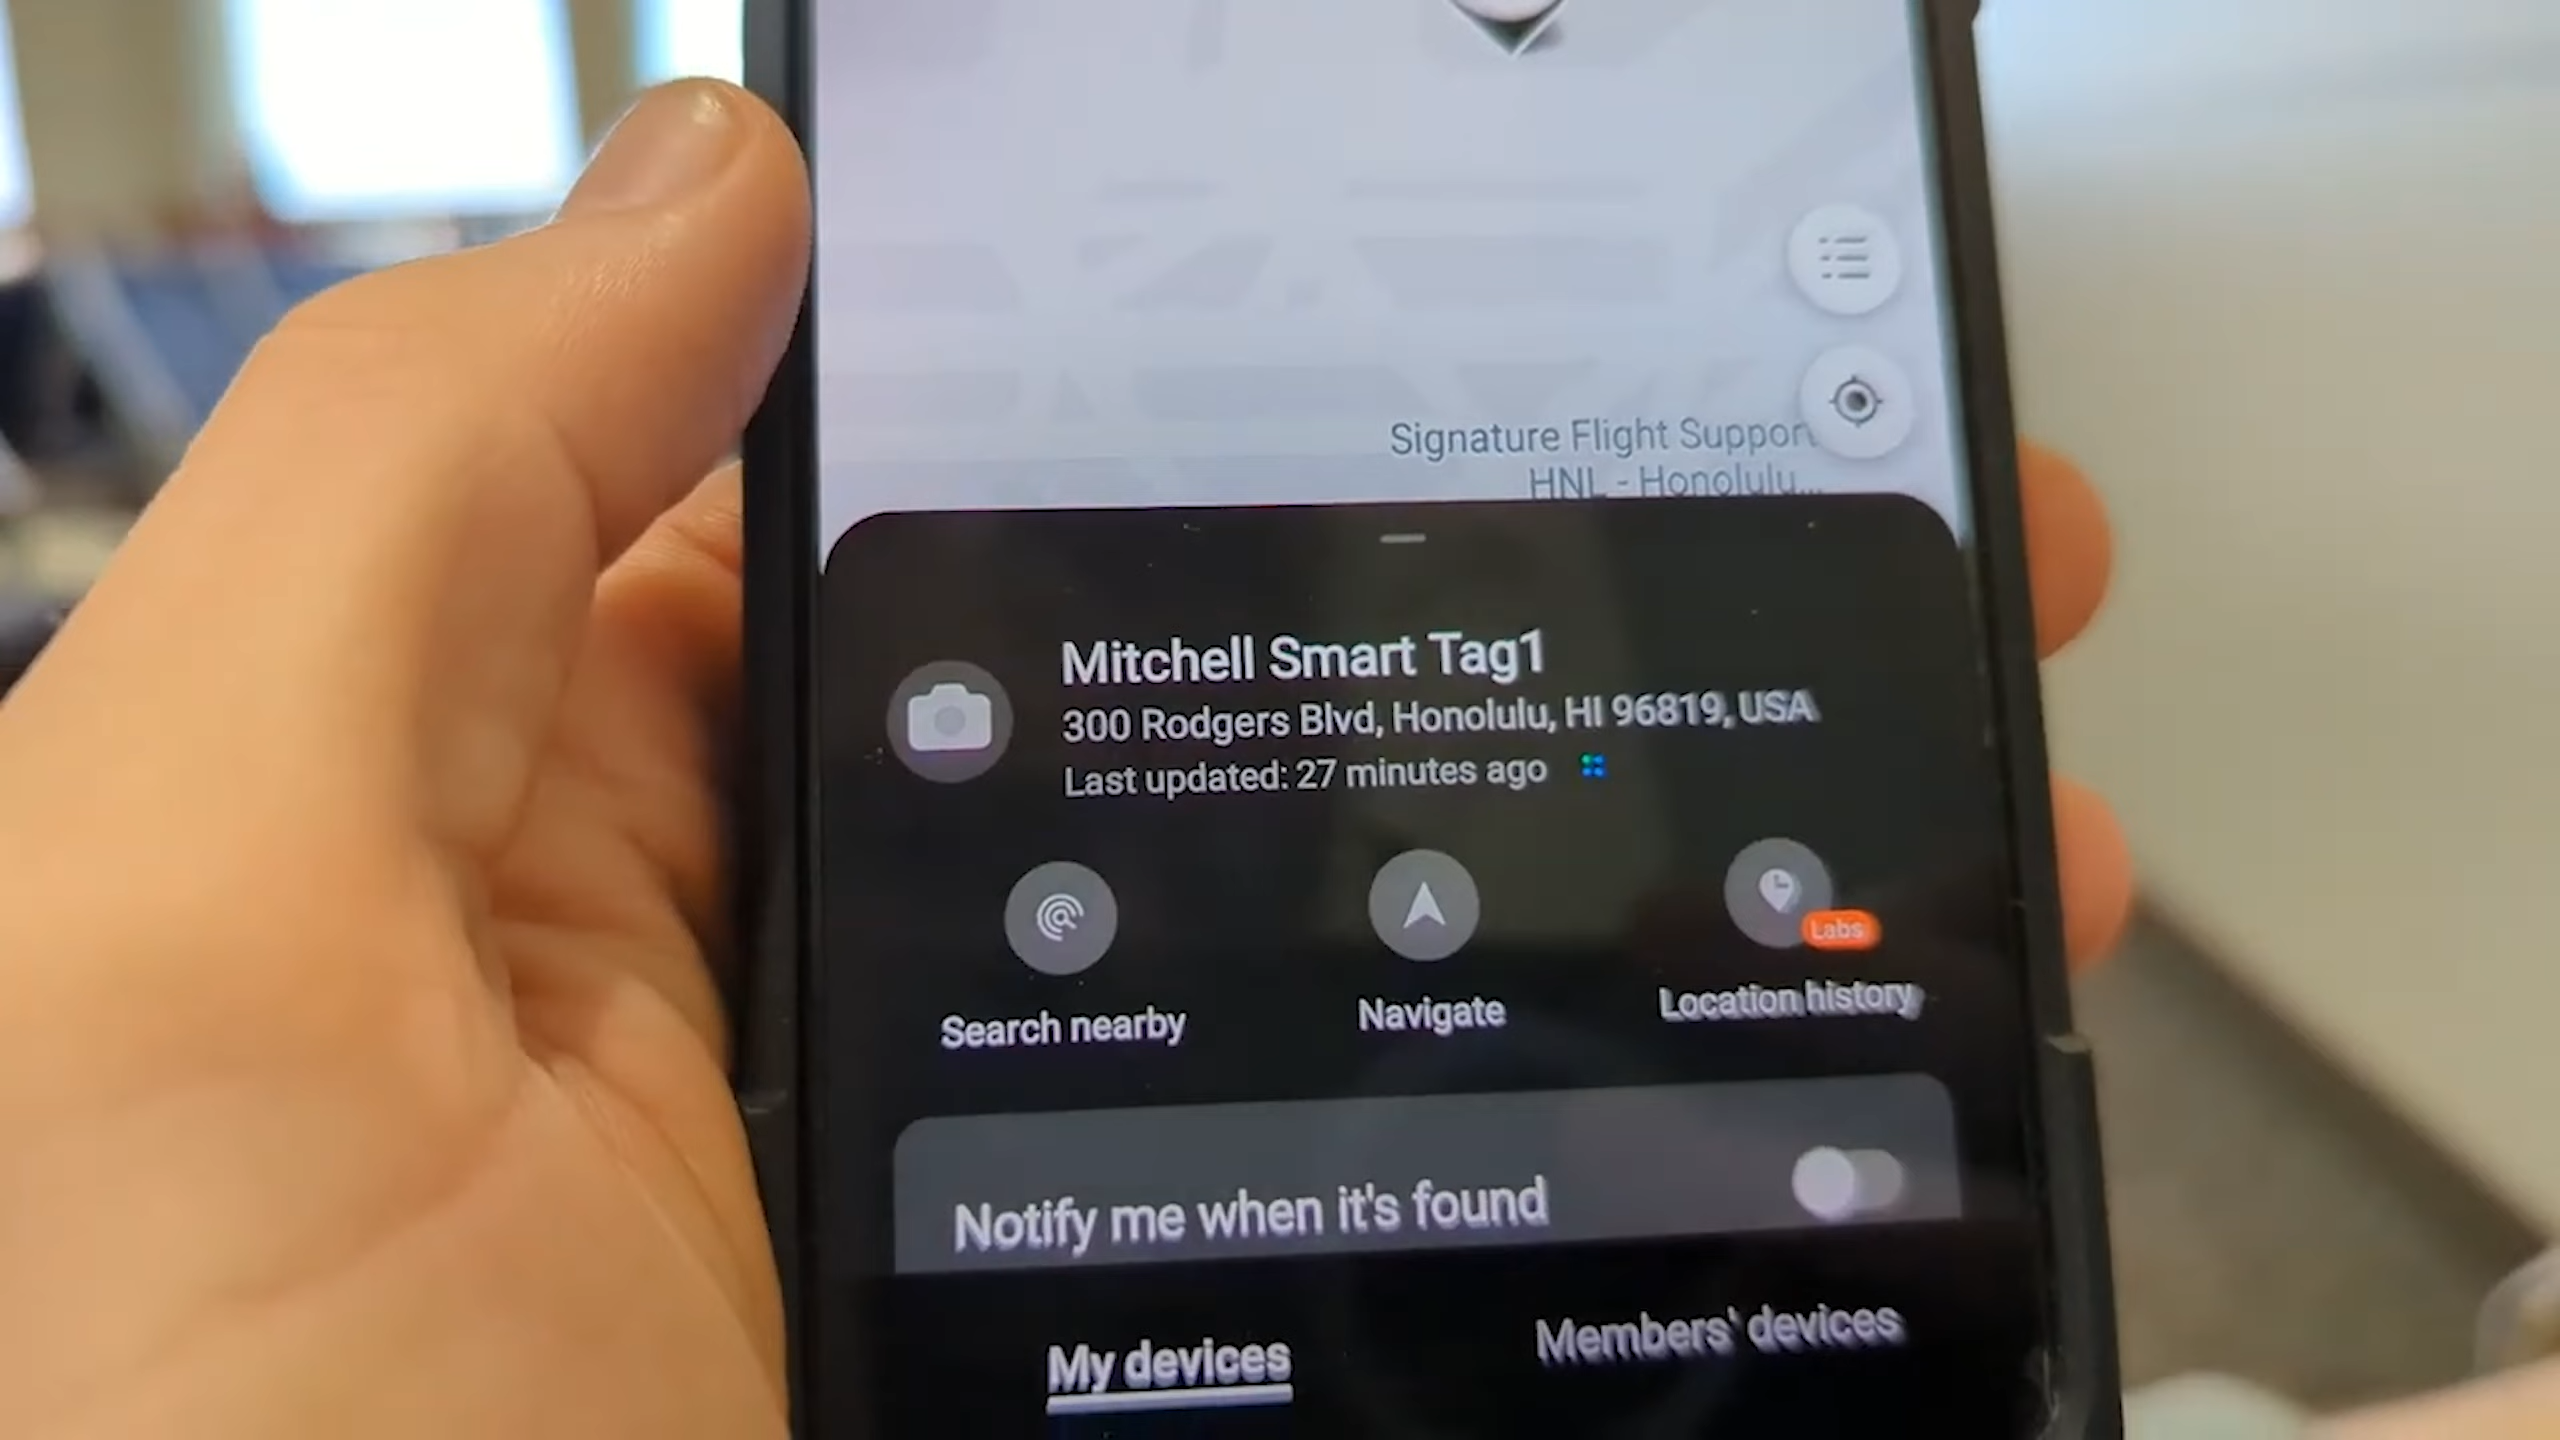 Signature Flight Support
HNL - Honolulu...
Mitchell Smart Tag1
300 Rodgers Blvd, Honolulu, HI 96819, USA
Last updated: 27 minutes ago
Labs
Search nearby
Navigate
Location history
Notify me when it's found
My devices
Members' devices